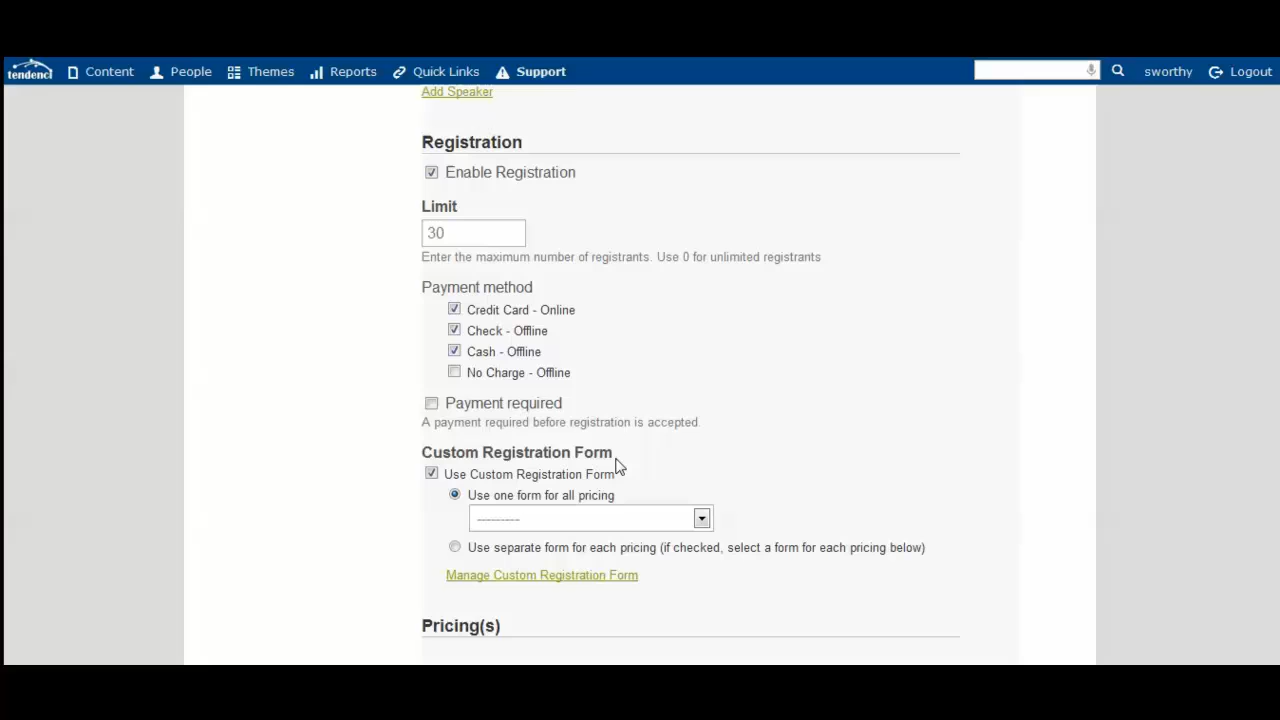 tendenci Content People Themes Reports Quick Links Support sworthy Logout
Add Speaker
Registration
Enable Registration
Limit
30
Enter the maximum number of registrants. Use 0 for unlimited registrants
Payment method
Credit Card - Online
Check - Offline
Cash - Offline
No Charge - Offline
Payment required
A payment required before registration is accepted.
Custom Registration Form
Use Custom Registration Form
Use one form for all pricing
---------
Use separate form for each pricing (if checked, select a form for each pricing below)
Manage Custom Registration Form
Pricing(s)